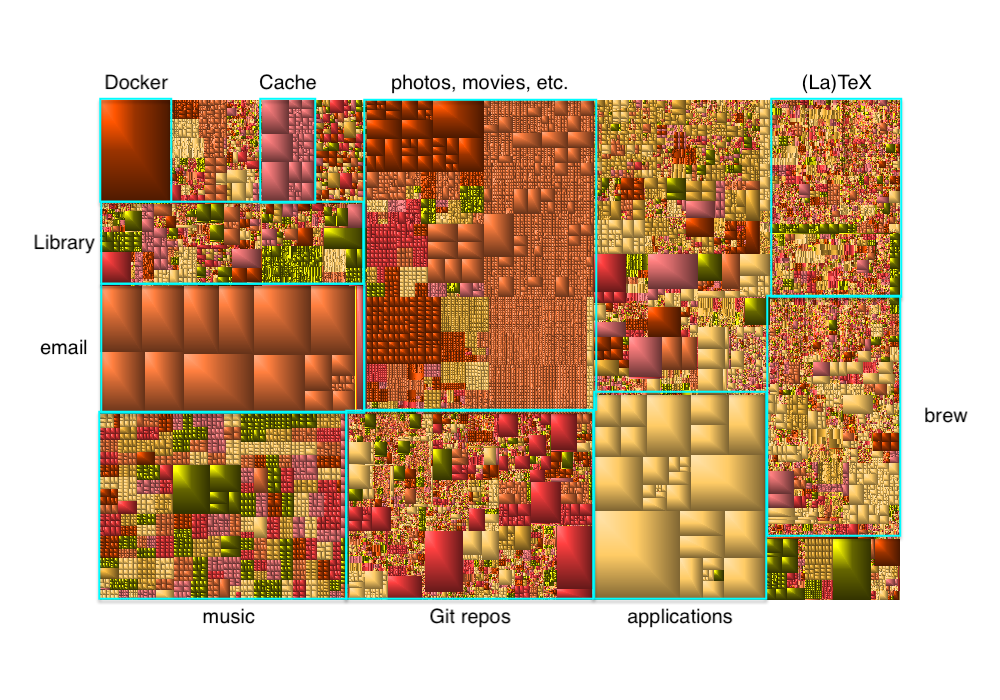 Docker
Cache
photos, movies, etc.
(La)TeX
Library
email
brew
music
Git repos
applications